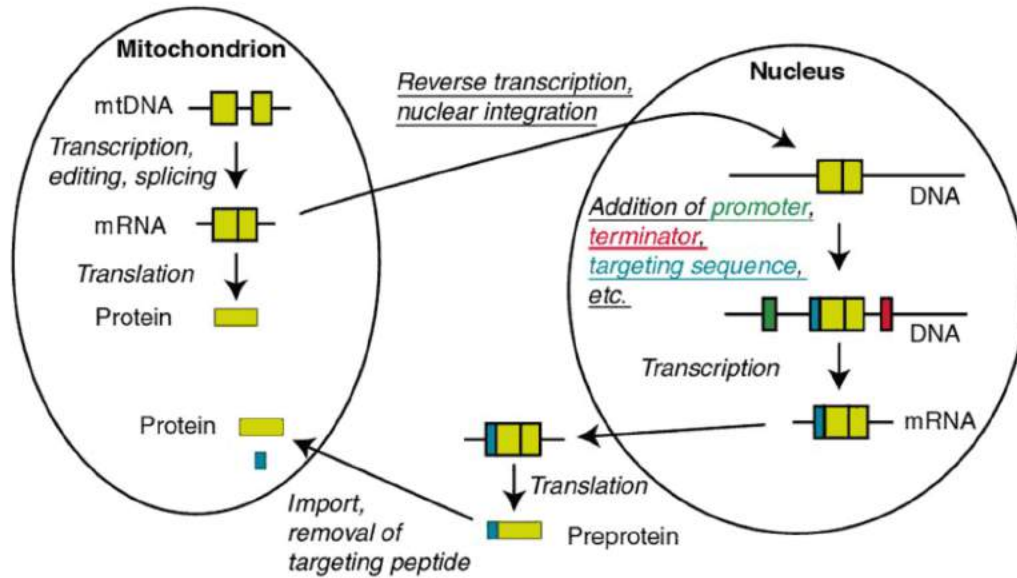 Mitochondrion
mtDNA
Transcription,
editing, splicing
mRNA
Translation
Protein
Protein
Reverse transcription,
nuclear integration
Nucleus
DNA
Addition of promoter,
terminator,
targeting sequence,
etc.
DNA
Transcription
mRNA
Translation
Preprotein
Import,
removal of
targeting peptide